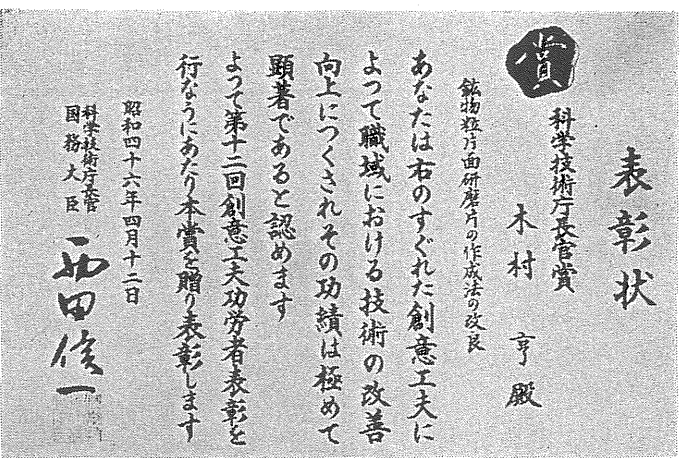 表彰状
賞
科学技術庁長官賞
木村 亨殿
鉱物粒片面研磨片の作成法の改良
あなたは右のすぐれた創意工夫に
よって職域における技術の改善
向上につくされその功績は極めて
顕著であると認めます
よって第十二回創意工夫功労者表彰を
行なうにあたり本賞を贈り表彰します
昭和四十六年四月十二日
科学技術庁長官
国務大臣
西田信一